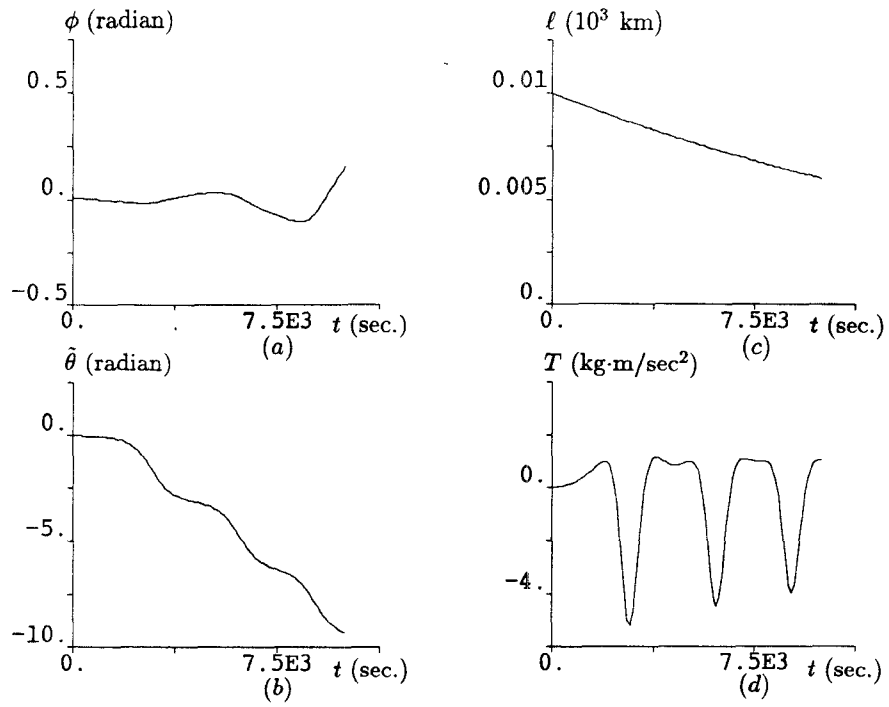 ϕ (radian)
0.5
0.
−0.5
0.
7.5E3
t (sec.)
(a)
ℓ (10³ km)
0.01
0.005
0.
0.
7.5E3
t (sec.)
(c)
θ̃ (radian)
0.
−5.
−10.
0.
7.5E3
t (sec.)
(b)
T (kg·m/sec²)
0.
−4.
0.
7.5E3
t (sec.)
(d)